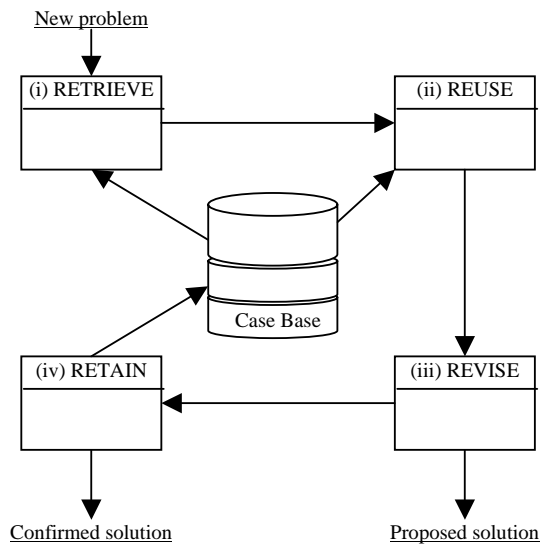 New problem
(i) RETRIEVE
(ii) REUSE
Case Base
(iv) RETAIN
(iii) REVISE
Confirmed solution
Proposed solution